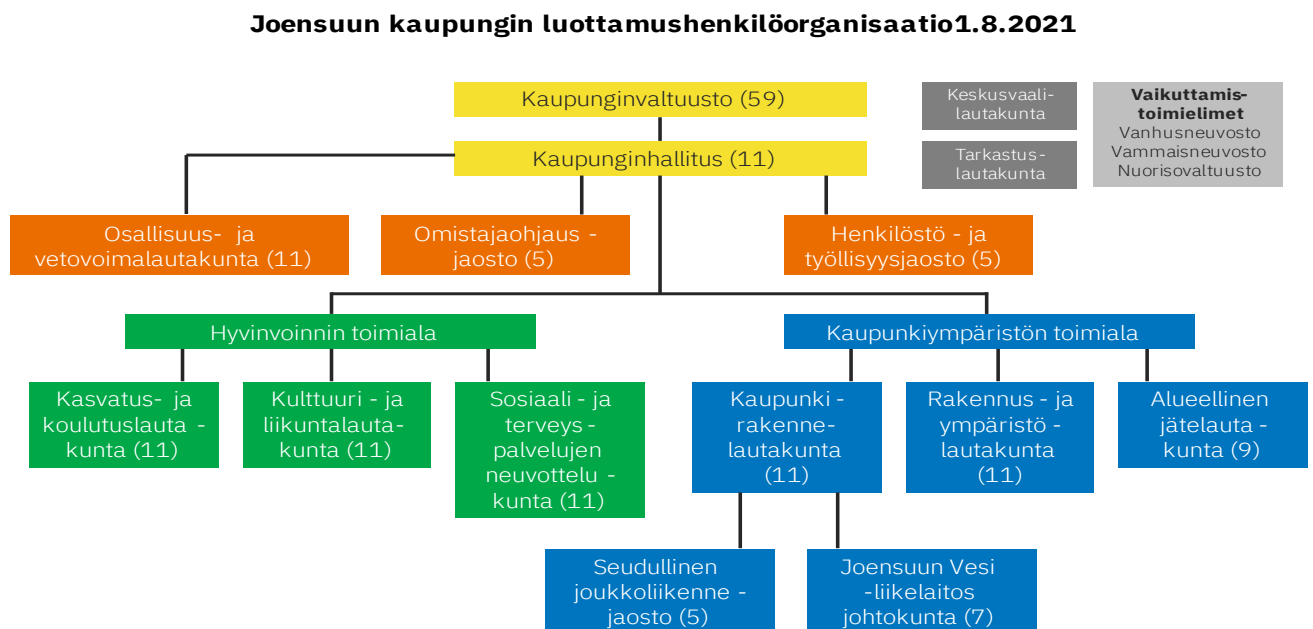 Joensuun kaupungin luottamushenkilöorganisaatio1.8.2021
Kaupunginvaltuusto (59)
Keskusvaali-
lautakunta
Vaikuttamis-
toimielimet
Vanhusneuvosto
Vammaisneuvosto
Nuorisovaltuusto
Kaupunginhallitus (11)
Tarkastus-
lautakunta
Osallisuus- ja
vetovoimalautakunta (11)
Omistajaohjaus -
jaosto (5)
Henkilöstö - ja
työllisyysjaosto (5)
Hyvinvoinnin toimiala
Kaupunkiympäristön toimiala
Kasvatus- ja
koulutuslauta -
kunta (11)
Kulttuuri - ja
liikuntalauta-
kunta (11)
Sosiaali - ja
terveys -
palvelujen
neuvottelu -
kunta (11)
Kaupunki -
rakenne-
lautakunta
(11)
Rakennus - ja
ympäristö -
lautakunta
(11)
Alueellinen
jätelauta -
kunta (9)
Seudullinen
joukkoliikenne -
jaosto (5)
Joensuun Vesi
-liikelaitos
johtokunta (7)